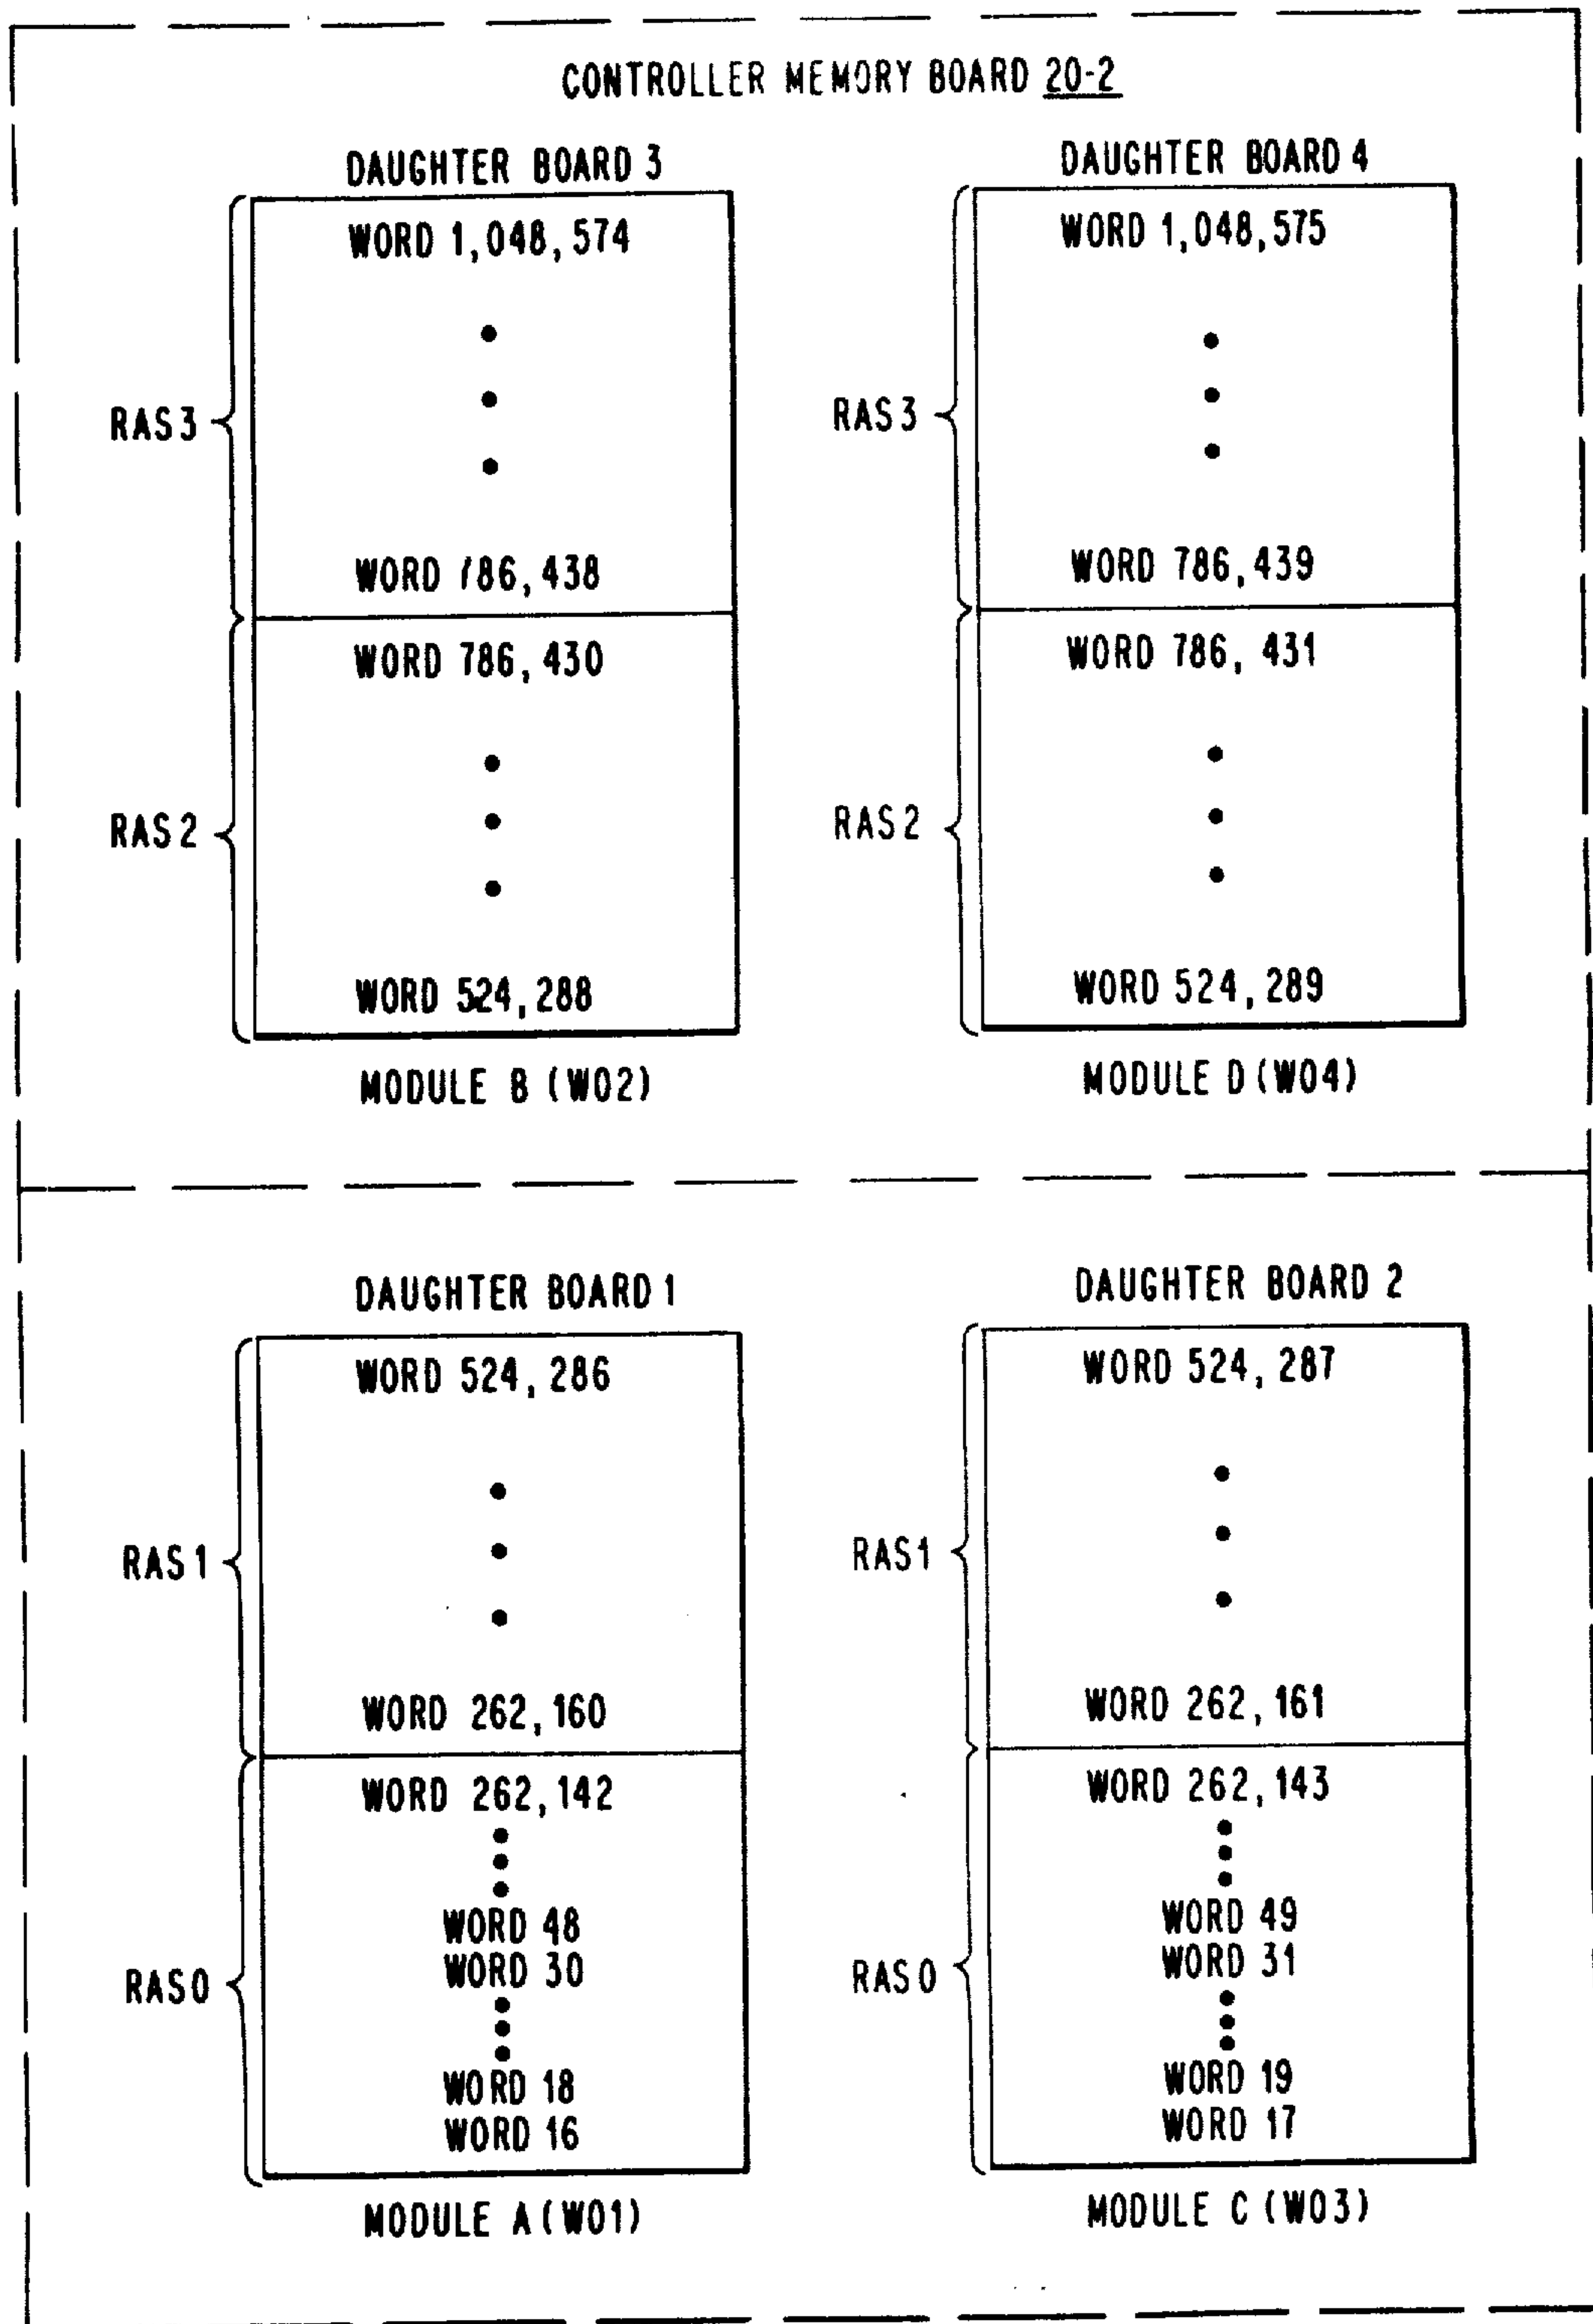 CONTROLLER MEMORY BOARD 20-2
DAUGHTER BOARD 3
WORD 1,048,574
RAS3
WORD 786,438
WORD 786,430
RAS2
WORD 524,288
MODULE B (W02)
DAUGHTER BOARD 4
WORD 1,048,575
RAS3
WORD 786,439
WORD 786,431
RAS2
WORD 524,289
MODULE D (W04)
DAUGHTER BOARD 1
WORD 524,286
RAS1
WORD 262,160
WORD 262,142
WORD 48
WORD 30
RAS0
WORD 18
WORD 16
MODULE A (W01)
DAUGHTER BOARD 2
WORD 524,287
RAS1
WORD 262,161
WORD 262,143
WORD 49
WORD 31
RAS0
WORD 19
WORD 17
MODULE C (W03)